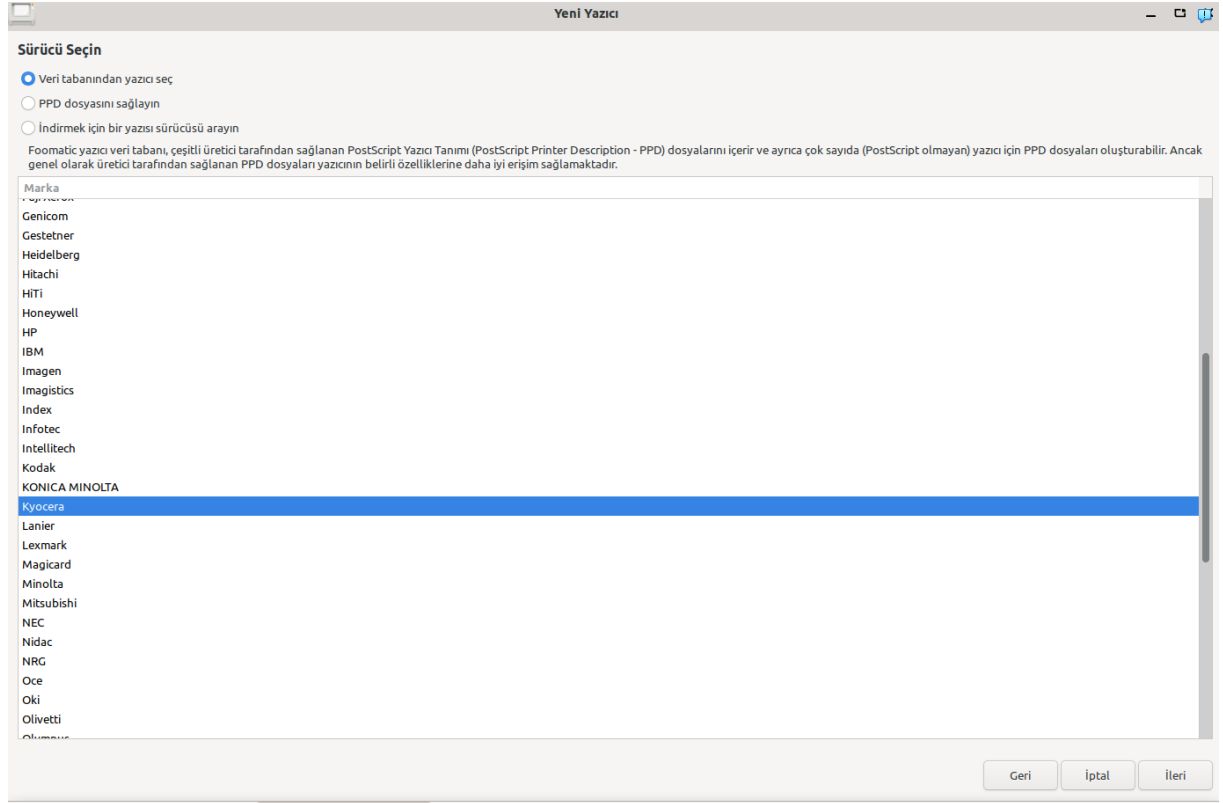 Yeni Yazıcı
Sürücü Seçin
Veri tabanından yazıcı seç
PPD dosyasını sağlayın
İndirmek için bir yazısı sürücüsü arayın
Foomatic yazıcı veri tabanı, çeşitli üretici tarafından sağlanan PostScript Yazıcı Tanımı (PostScript Printer Description - PPD) dosyalarını içerir ve ayrıca çok sayıda (PostScript olmayan) yazıcı için PPD dosyaları oluşturabilir. Ancak
genel olarak üretici tarafından sağlanan PPD dosyaları yazıcının belirli özelliklerine daha iyi erişim sağlamaktadır.
Marka
Genicom
Gestetner
Heidelberg
Hitachi
HiTi
Honeywell
HP
IBM
Imagen
Imagistics
Index
Infotec
Intellitech
Kodak
KONICA MINOLTA
Kyocera
Lanier
Lexmark
Magicard
Minolta
Mitsubishi
NEC
Nidac
NRG
Oce
Oki
Olivetti
Geri
İptal
İleri